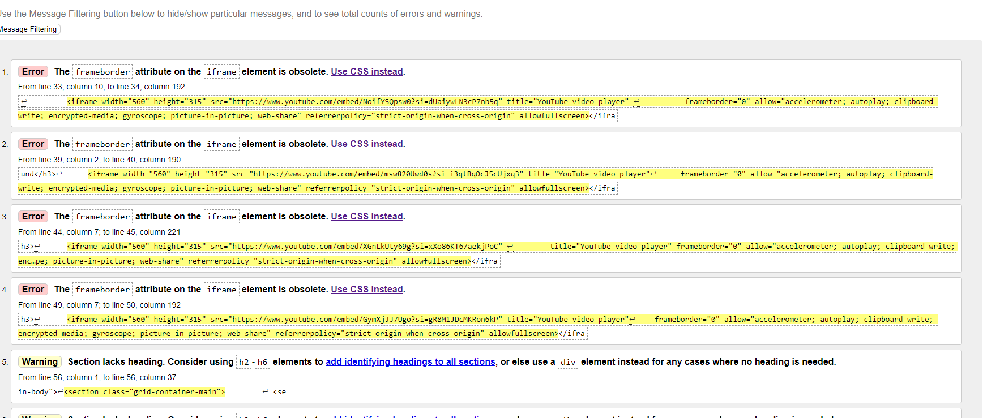 Use the Message Filtering button below to hide/show particular messages, and to see total counts of errors and warnings.
Message Filtering
1. Error The frameborder attribute on the iframe element is obsolete. Use CSS instead.
From line 33, column 10; to line 34, column 192
↩ <iframe width="560" height="315" src="https://www.youtube.com/embed/NoifYSQpsw0?si=dUaiywLN3cP7nb5q" title="YouTube video player" ↩ frameborder="0" allow="accelerometer; autoplay; clipboard-
write; encrypted-media; gyroscope; picture-in-picture; web-share" referrerpolicy="strict-origin-when-cross-origin" allowfullscreen></ifra
2. Error The frameborder attribute on the iframe element is obsolete. Use CSS instead.
From line 39, column 2; to line 40, column 190
und</h3>↩ <iframe width="560" height="315" src="https://www.youtube.com/embed/msw820Uwd0s?si=i3qtBqOcJ5cUjxq3" title="YouTube video player"↩ frameborder="0" allow="accelerometer; autoplay; clipboard-
write; encrypted-media; gyroscope; picture-in-picture; web-share" referrerpolicy="strict-origin-when-cross-origin" allowfullscreen></ifra
3. Error The frameborder attribute on the iframe element is obsolete. Use CSS instead.
From line 44, column 7; to line 45, column 221
h3>↩ <iframe width="560" height="315" src="https://www.youtube.com/embed/XGnLkUty69g?si=xXo86KT67aekjPoC" ↩ title="YouTube video player" frameborder="0" allow="accelerometer; autoplay; clipboard-write;
enc…pe; picture-in-picture; web-share" referrerpolicy="strict-origin-when-cross-origin" allowfullscreen></ifra
4. Error The frameborder attribute on the iframe element is obsolete. Use CSS instead.
From line 49, column 7; to line 50, column 192
h3>↩ <iframe width="560" height="315" src="https://www.youtube.com/embed/GymXjJJ7Ugo?si=gR8M1JDcMKRon6kP" title="YouTube video player"↩ frameborder="0" allow="accelerometer; autoplay; clipboard-write;
encrypted-media; gyroscope; picture-in-picture; web-share" referrerpolicy="strict-origin-when-cross-origin" allowfullscreen></ifra
5. Warning Section lacks heading. Consider using h2-h6 elements to add identifying headings to all sections, or else use a div element instead for any cases where no heading is needed.
From line 56, column 1; to line 56, column 37
in-body">↩<section class="grid-container-main"> ↩ <se